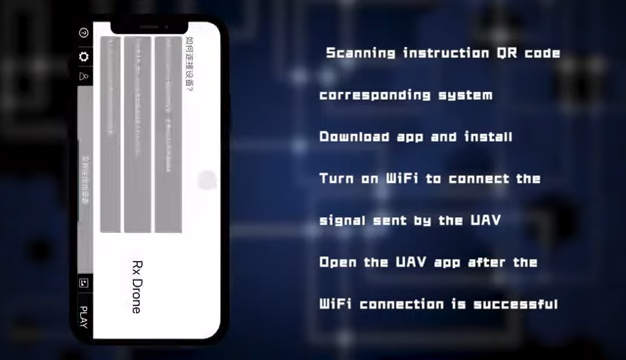 如何连接设备?
Rx Drone
PLAY
Scanning instruction QR code
corresponding system
Download app and install
Turn on WiFi to connect the
signal sent by the UAV
Open the UAV app after the
WiFi connection is successful